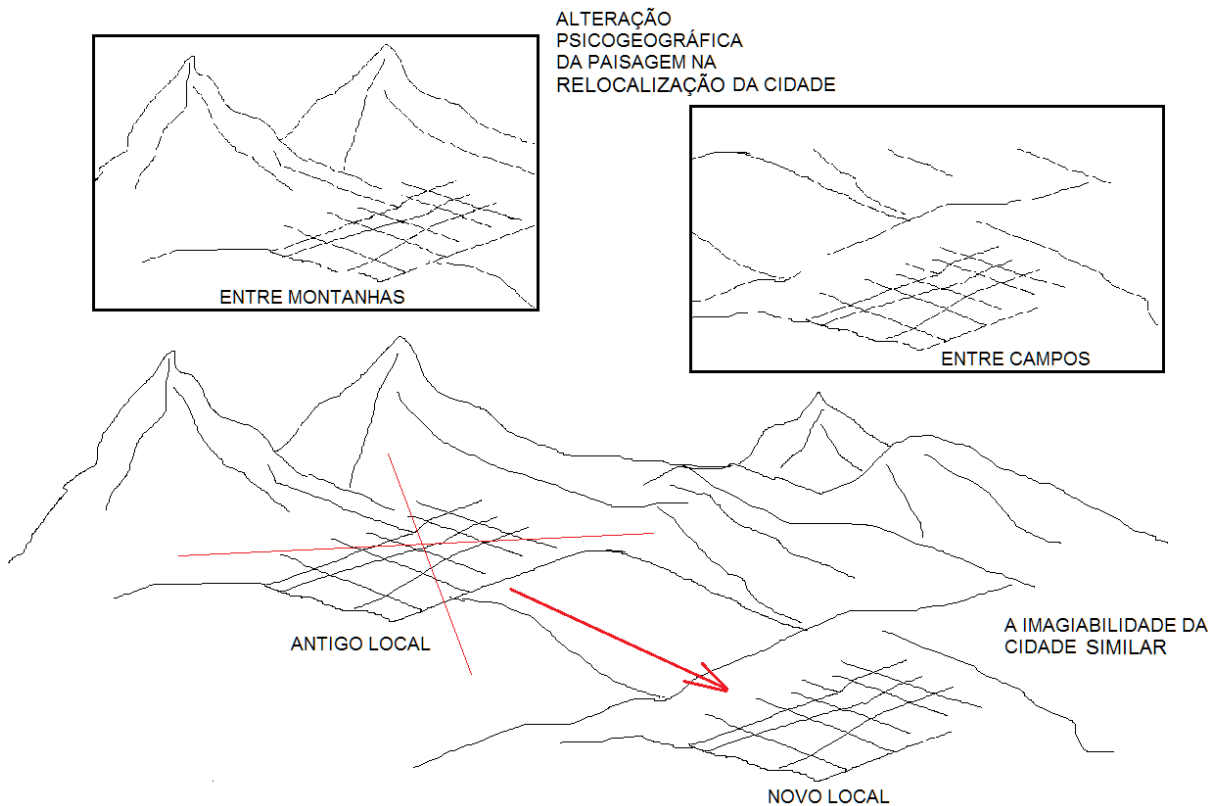 ALTERAÇÃO
PSICOGEOGRÁFICA
DA PAISAGEM NA
RELOCALIZAÇÃO DA CIDADE
ENTRE MONTANHAS
ENTRE CAMPOS
ANTIGO LOCAL
A IMAGIABILIDADE DA
CIDADE SIMILAR
NOVO LOCAL